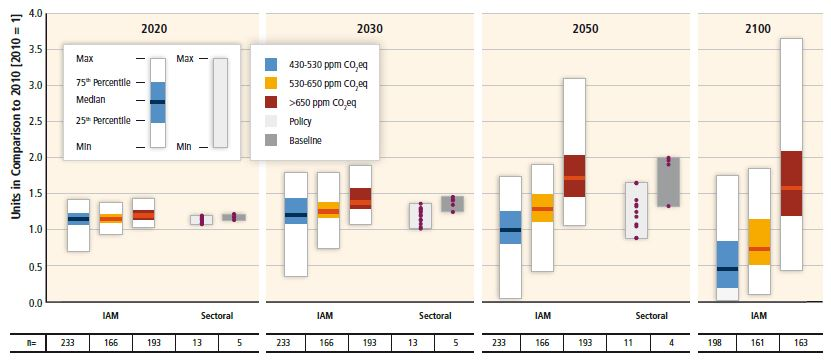 2020 2030 2050 2100
Units in Comparison to 2010 [2010 = 1]
4.0
3.5
3.0
2.5
2.0
1.5
1.0
0.5
0.0
Max
75th Percentile
Median
25th Percentile
Min
Max
Min
430-530 ppm CO2eq
530-650 ppm CO2eq
>650 ppm CO2eq
Policy
Baseline
IAM Sectoral IAM Sectoral IAM Sectoral IAM
n= 233 166 193 13 5 233 166 193 13 5 233 166 193 11 4 198 161 163